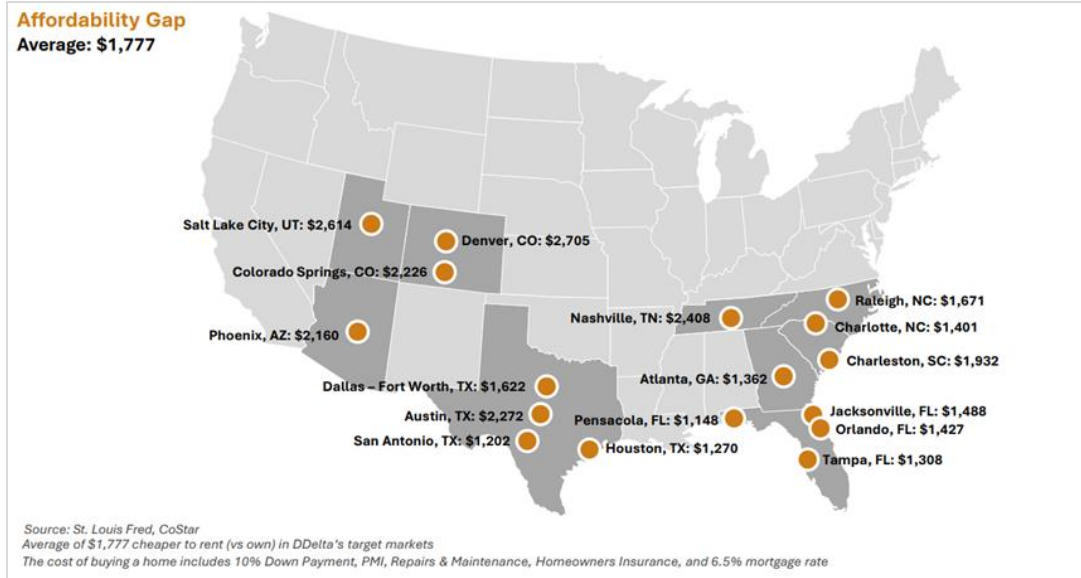 Affordability Gap
Average: $1,777
Salt Lake City, UT: $2,614
Denver, CO: $2,705
Colorado Springs, CO: $2,226
Raleigh, NC: $1,671
Nashville, TN: $2,408
Charlotte, NC: $1,401
Phoenix, AZ: $2,160
Charleston, SC: $1,932
Atlanta, GA: $1,362
Dallas – Fort Worth, TX: $1,622
Jacksonville, FL: $1,488
Austin, TX: $2,272
Pensacola, FL: $1,148
Orlando, FL: $1,427
San Antonio, TX: $1,202
Houston, TX: $1,270
Tampa, FL: $1,308
Source: St. Louis Fred, CoStar
Average of $1,777 cheaper to rent (vs own) in DDelta's target markets
The cost of buying a home includes 10% Down Payment, PMI, Repairs & Maintenance, Homeowners Insurance, and 6.5% mortgage rate